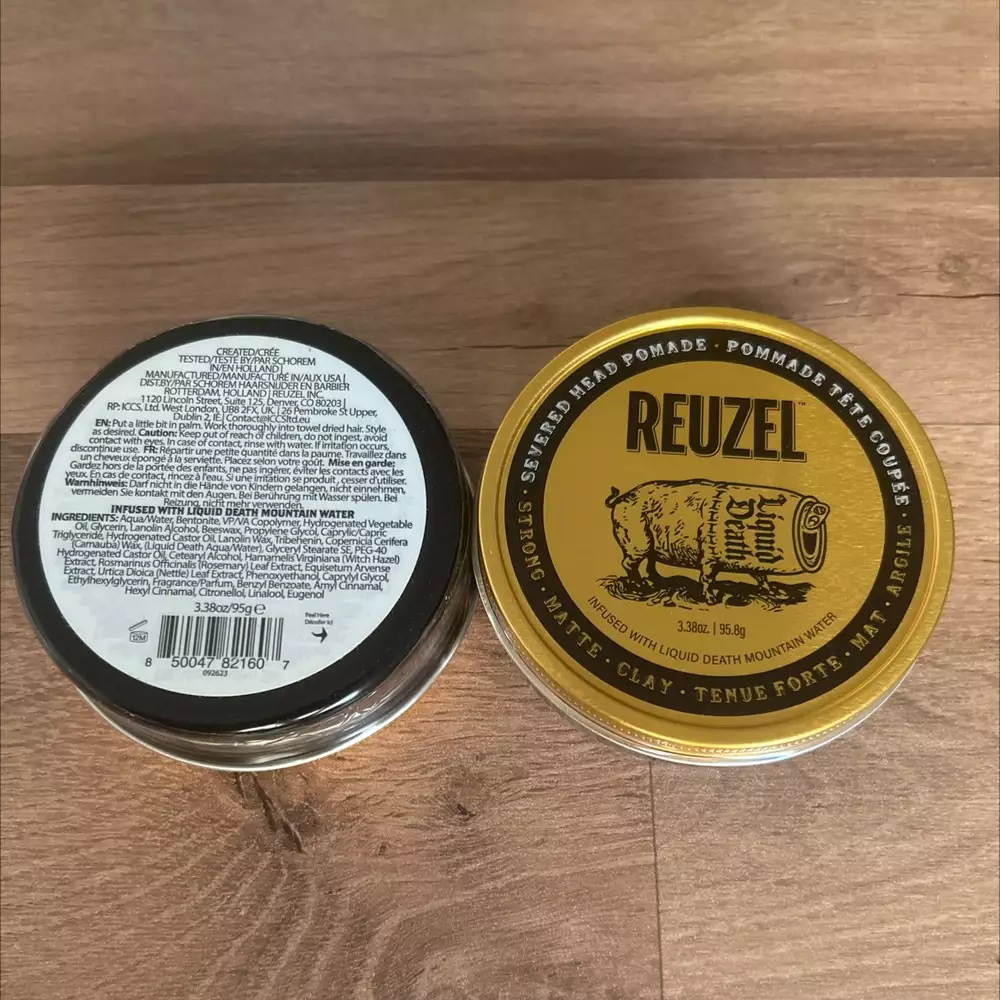 CREATED/CRÉE
TESTED/TESTÉ BY/PAR SCHOREM
IN/EN HOLLAND |
MANUFACTURED/MANUFACTURÉ IN/AUX USA |
DIST.BY/PAR SCHOREM HAARSNIJDER EN BARBIER
ROTTERDAM, HOLLAND | REUZEL INC.
1120 Lincoln Street, Suite 125, Denver, CO 80203 |
RP: ICCS, Ltd. West London, UB8 2FX, UK, | 26 Pembroke St Upper,
Dublin 2, IE,| Contact@ICCSltd.eu
EN: Put a little bit in palm. Work thoroughly into towel dried hair. Style
as desired. Caution: Keep out of reach of children, do not ingest, avoid
contact with eyes. In case of contact, rinse with water. If irritation occurs,
discontinue use. FR: Répartir une petite quantité dans la paume. Travaillez dans
un cheveux épongé à la serviette. Placez selon votre goût. Mise en garde:
Gardez hors de la portée des enfants, ne pas ingérer, éviter les contacts avec les
yeux. En cas de contact, rincez à l'eau. Si une irritation se produit , cesser d'utiliser.
Warnhinweis: Darf nicht in die Hände von Kindern gelangen, nicht einnehmen,
vermeiden Sie kontakt mit den Augen. Bei Berührung mit Wasser spülen. Bei
Reizung, nicht mehr verwenden.
INFUSED WITH LIQUID DEATH MOUNTAIN WATER
INGREDIENTS: Aqua/Water, Bentonite, VP/VA Copolymer, Hydrogenated Vegetable
Oil, Glycerin, Lanolin Alcohol, Beeswax, Propylene Glycol, Caprylic/Capric
Triglyceride, Hydrogenated Castor Oil, Lanolin Wax, Tribehenin, Copernicia Cerifera
(Carnauba) Wax, (Liquid Death Aqua/Water), Glyceryl Stearate SE, PEG-40
Hydrogenated Castor Oil, Cetearyl Alcohol, Hamamelis Virginiana (Witch Hazel)
Extract, Rosmarinus Officinalis (Rosemary) Leaf Extract, Equisetum Arvense
Extract, Urtica Dioica (Nettle) Leaf Extract, Phenoxyethanol, Caprylyl Glycol,
Ethylhexylglycerin, Fragrance/Parfum, Benzyl Benzoate, Amyl Cinnamal,
Hexyl Cinnamal, Citronellol, Linalool, Eugenol
3.38oz/95g ℮
12M
Peel Here
Décoller Ici
8 50047 82160 7
092623
SEVERED HEAD POMADE · POMMADE TÊTE COUPÉE ·
REUZEL™
Liquid
Death
3.38oz. | 95.8g
INFUSED WITH LIQUID DEATH MOUNTAIN WATER
STRONG · MATTE · CLAY · TENUE FORTE · MAT · ARGILE ·